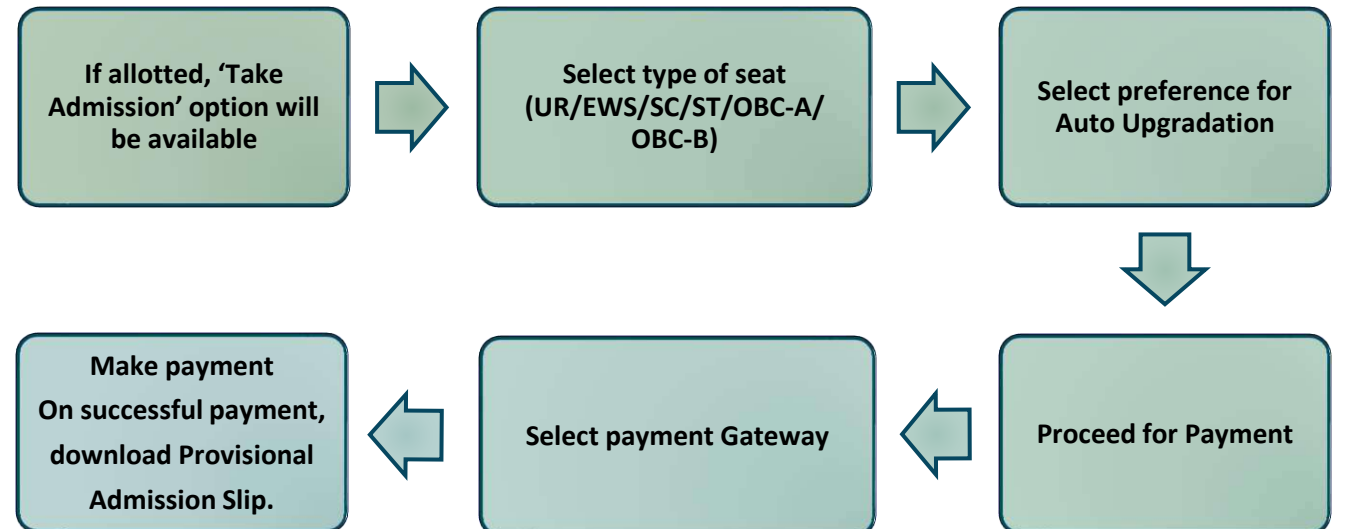 If allotted, ‘Take
Admission’ option will
be available
Select type of seat
(UR/EWS/SC/ST/OBC-A/
OBC-B)
Select preference for
Auto Upgradation
Proceed for Payment
Select payment Gateway
Make payment
On successful payment,
download Provisional
Admission Slip.